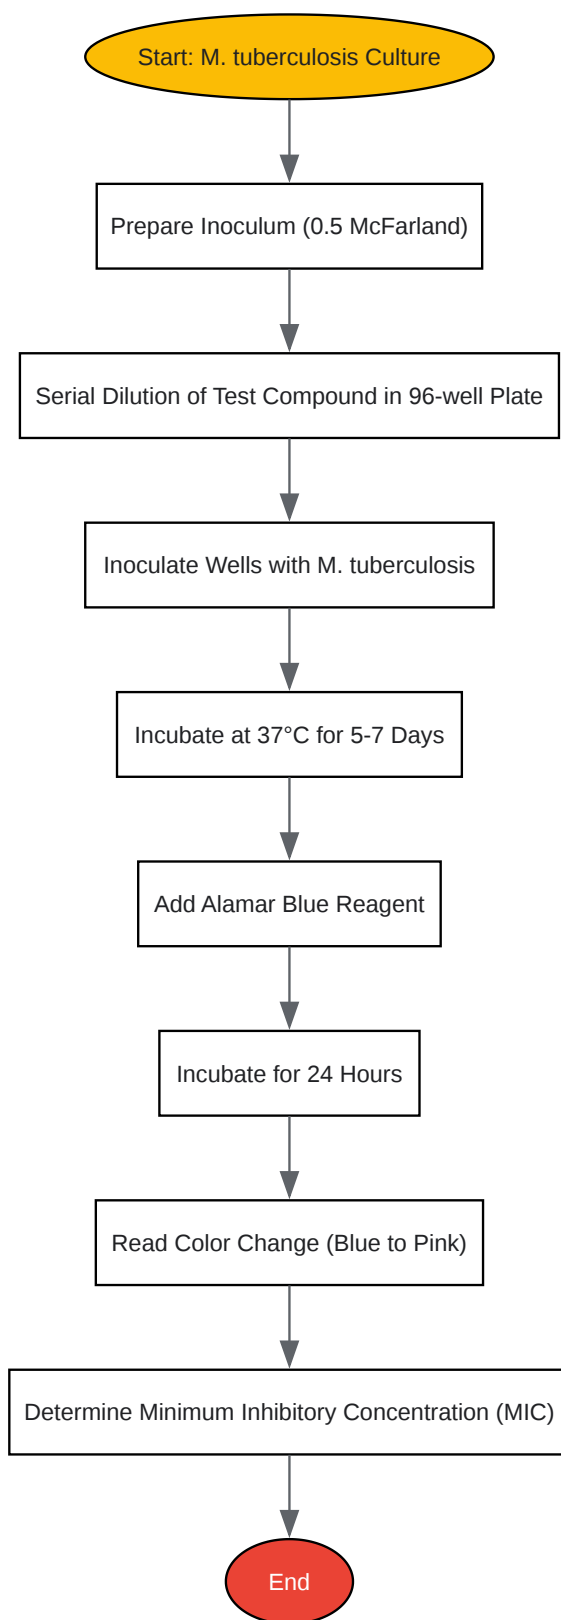 Start: M. tuberculosis Culture
Prepare Inoculum (0.5 McFarland)
Serial Dilution of Test Compound in 96-well Plate
Inoculate Wells with M. tuberculosis
Incubate at 37°C for 5-7 Days
Add Alamar Blue Reagent
Incubate for 24 Hours
Read Color Change (Blue to Pink)
Determine Minimum Inhibitory Concentration (MIC)
End